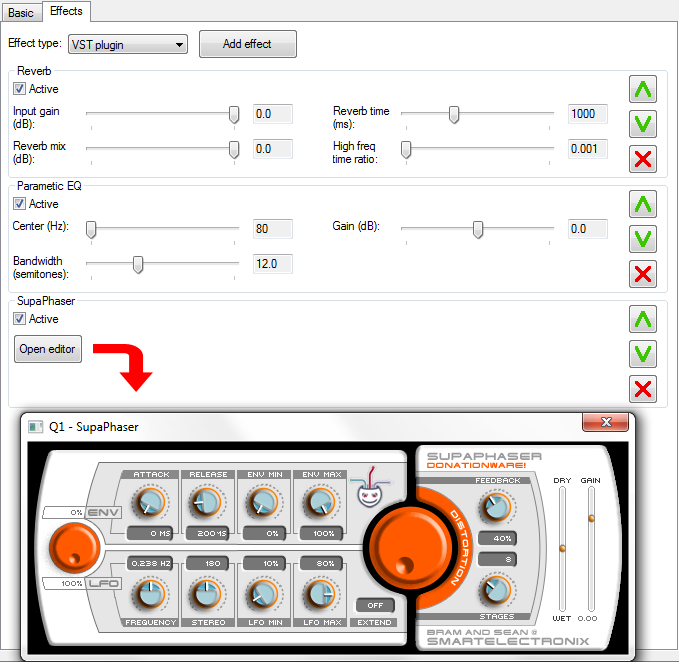 Basic Effects
Effect type: VST plugin Add effect
Reverb
Active
Input gain (dB): 0.0 Reverb time (ms): 1000
Reverb mix (dB): 0.0 High freq time ratio: 0.001
Parametic EQ
Active
Center (Hz): 80 Gain (dB): 0.0
Bandwidth (semitones): 12.0
SupaPhaser
Active
Open editor
Q1 - SupaPhaser
SUPAPHASER
DONATIONWARE!
ATTACK RELEASE ENV MIN ENV MAX
FEEDBACK DRY GAIN
0% ENV
0 MS 200MS 0% 100%
DISTORTION
40%
0.238 HZ 180 10% 80%
8
100% LFO
OFF
FREQUENCY STEREO LFO MIN LFO MAX EXTEND
STAGES WET 0.00
BRAM AND SEAN @
SMARTELECTRONIX